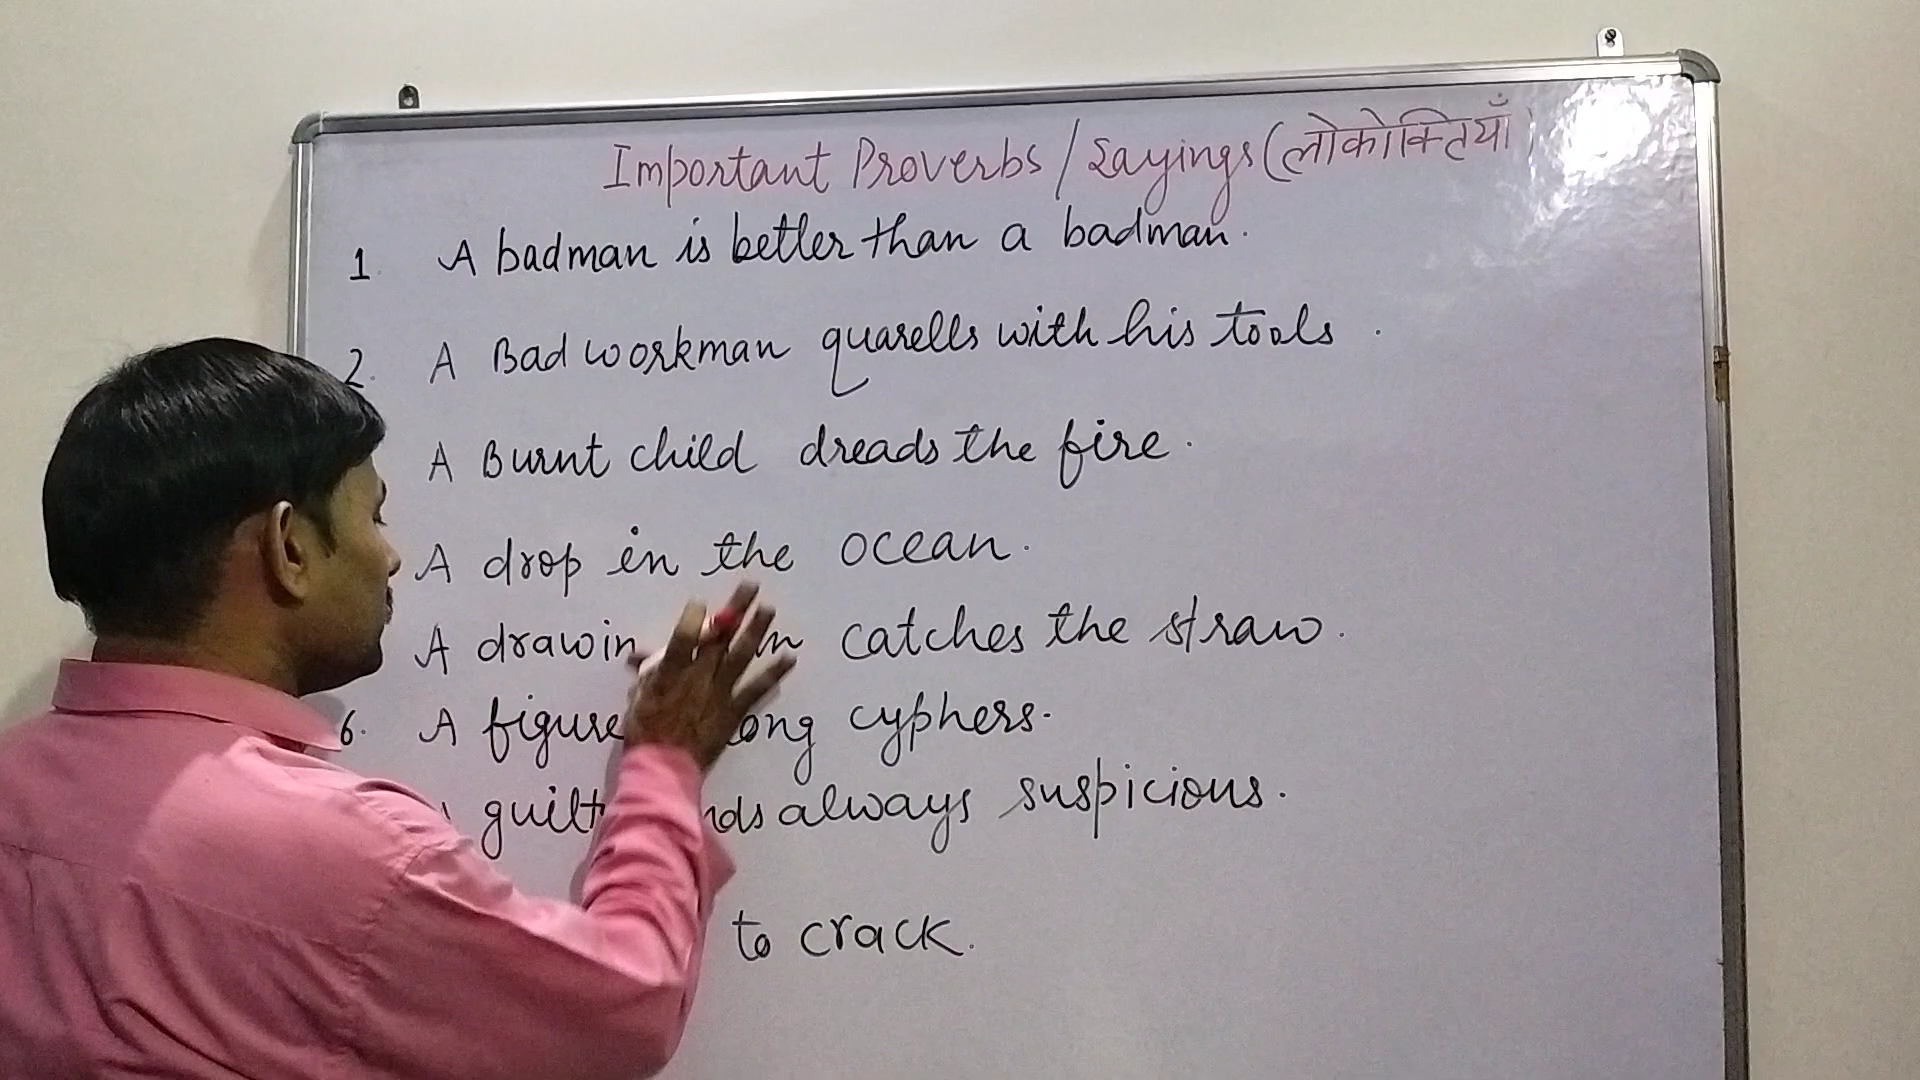 Important Proverbs / Sayings (लोकोक्तियाँ)
1. A badman is better than a badman.
2. A Bad workman quarells with his tools.
A Burnt child dreads the fire.
A drop in the ocean.
A drawin catches the straw.
6. A figure cyphers.
guilt always suspicious.
to crack.